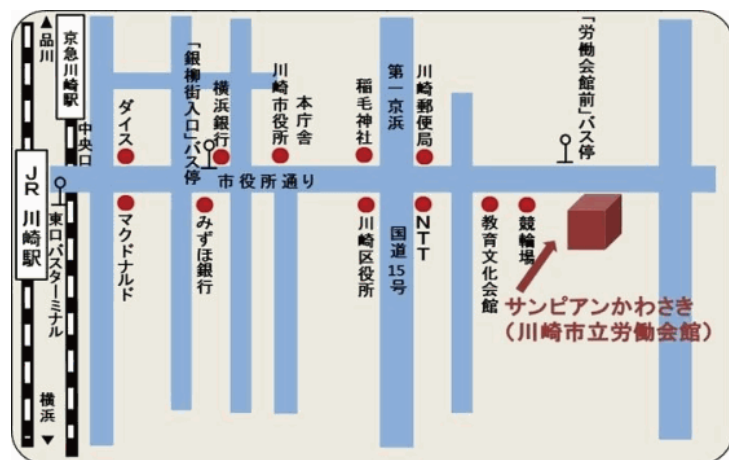 ▲品川
京急川崎駅
中央口
JR 川崎駅
東口バスターミナル
横浜▼
ダイス
マクドナルド
「銀柳街入口」バス停
横浜銀行
みずほ銀行
市役所通り
川崎市役所
本庁舎
稲毛神社
川崎区役所
第一京浜
国道15号
川崎郵便局
NTT
教育文化会館
競輪場
「労働会館前」バス停
サンピアンかわさき
(川崎市立労働会館)